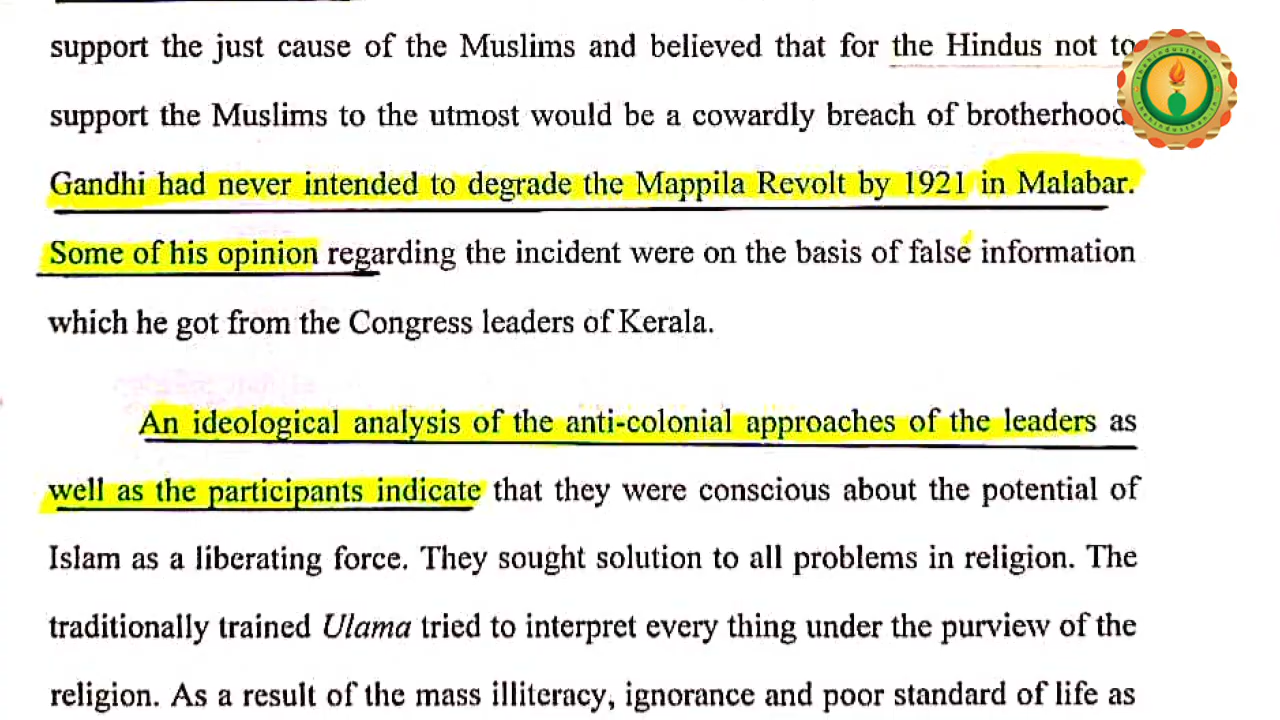 support the just cause of the Muslims and believed that for the Hindus not to
support the Muslims to the utmost would be a cowardly breach of brotherhood.
Gandhi had never intended to degrade the Mappila Revolt by 1921 in Malabar.
Some of his opinion regarding the incident were on the basis of false information
which he got from the Congress leaders of Kerala.
An ideological analysis of the anti-colonial approaches of the leaders as
well as the participants indicate that they were conscious about the potential of
Islam as a liberating force. They sought solution to all problems in religion. The
traditionally trained Ulama tried to interpret every thing under the purview of the
religion. As a result of the mass illiteracy, ignorance and poor standard of life as